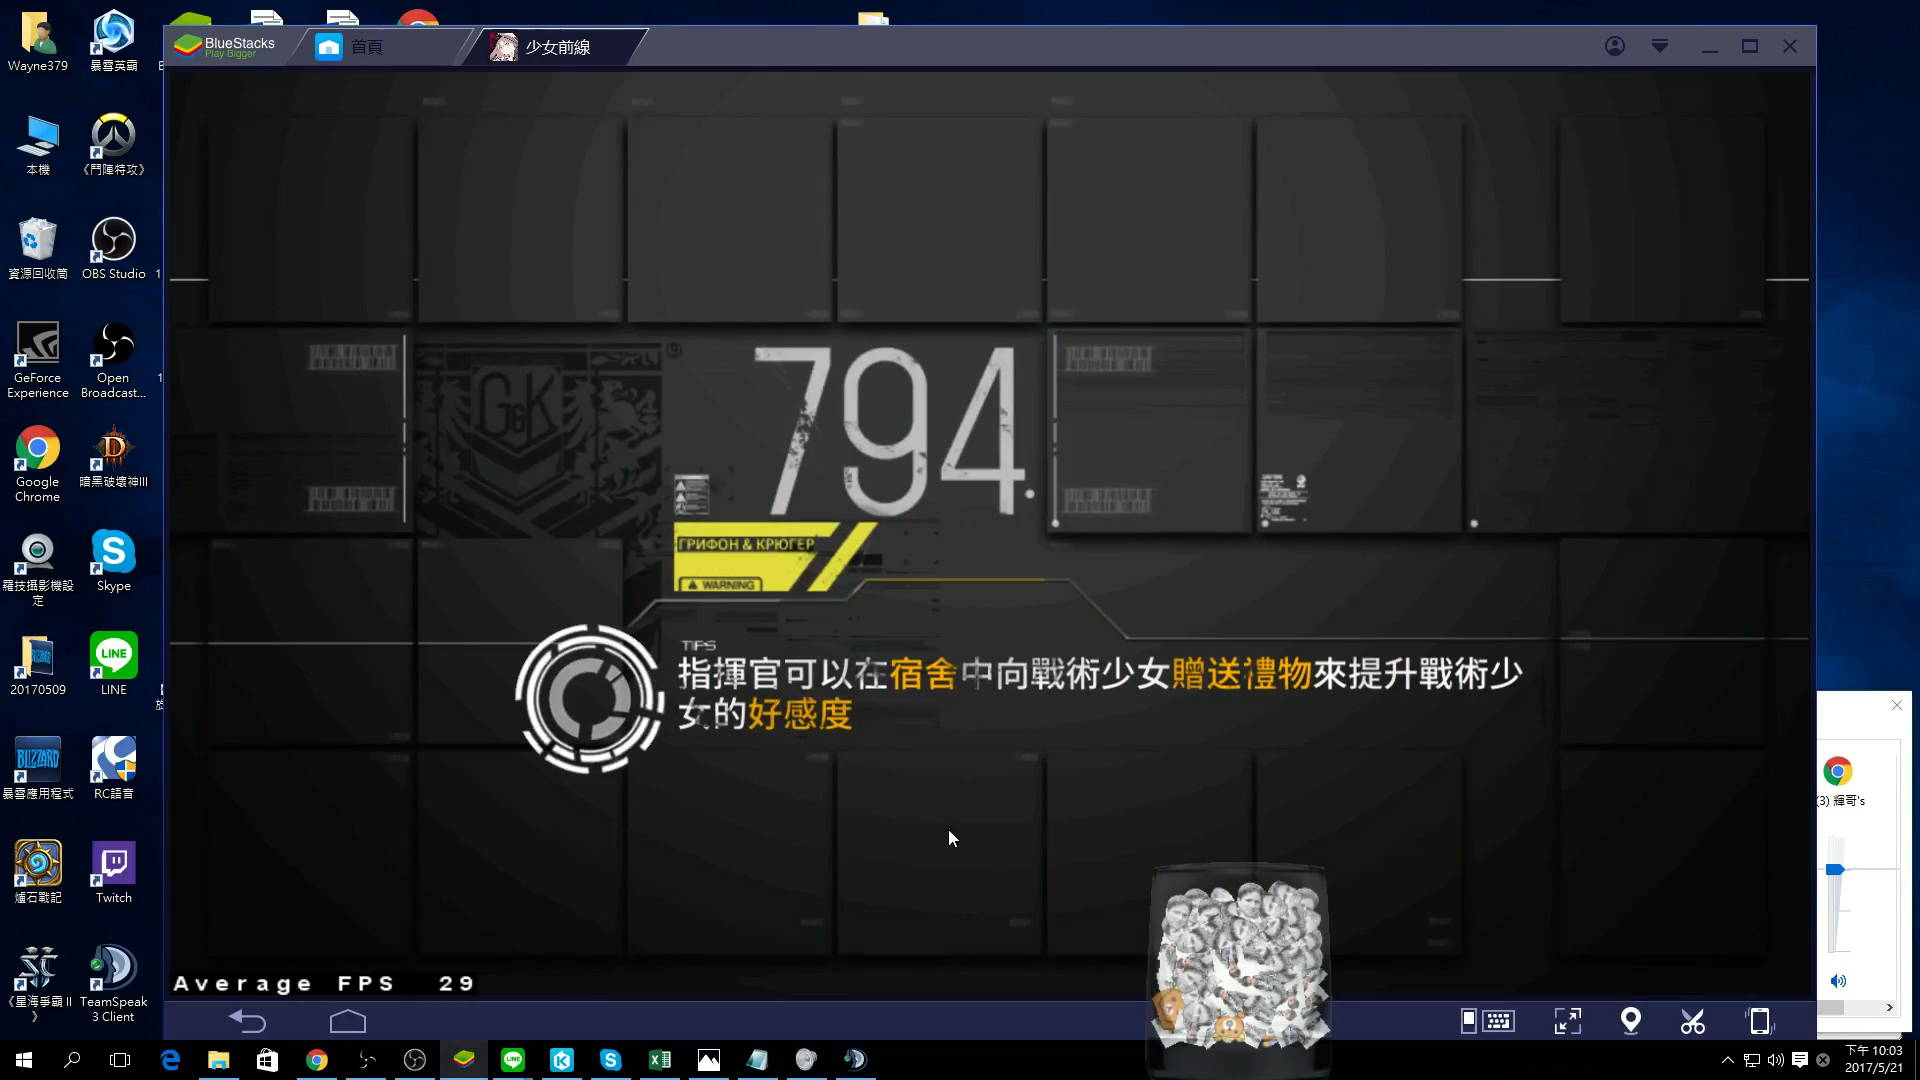 BlueStacks
Play Bigger
首頁
少女前線
Wayne379
暴雪英霸
本機
《鬥陣特攻》
資源回收筒
OBS Studio
GeForce
Experience
Open
Broadcast...
Google
Chrome
暗黑破壞神III
羅技攝影機設
定
Skype
20170509
LINE
暴雪應用程式
RC語音
爐石戰記
Twitch
《星海爭霸 II
》
TeamSpeak
3 Client
G&K
794.
ГРИФОН & КРЮГЕР
WARNING
TIPS
指揮官可以在宿舍中向戰術少女贈送禮物來提升戰術少
女的好感度
Average FPS 29
(3) 輝哥's
下午 10:03
2017/5/21